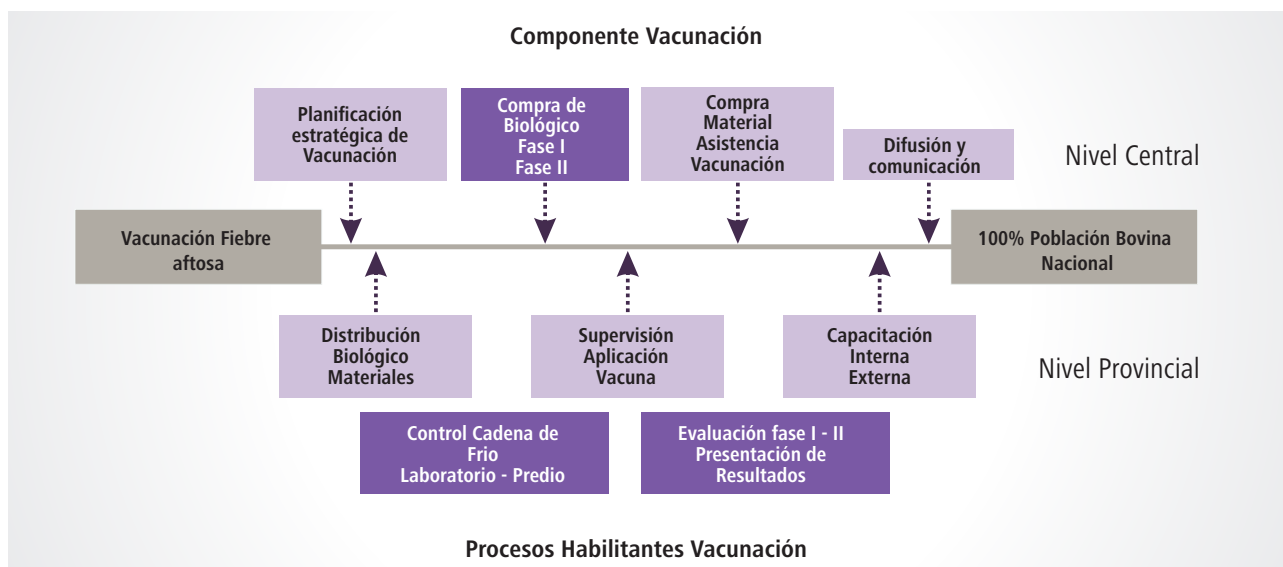 Componente Vacunación
Planificación
estratégica de
Vacunación
Compra de
Biológico
Fase I
Fase II
Compra
Material
Asistencia
Vacunación
Difusión y
comunicación
Nivel Central
Vacunación Fiebre
aftosa
100% Población Bovina
Nacional
Distribución
Biológico
Materiales
Supervisión
Aplicación
Vacuna
Capacitación
Interna
Externa
Nivel Provincial
Control Cadena de
Frio
Laboratorio - Predio
Evaluación fase I - II
Presentación de
Resultados
Procesos Habilitantes Vacunación